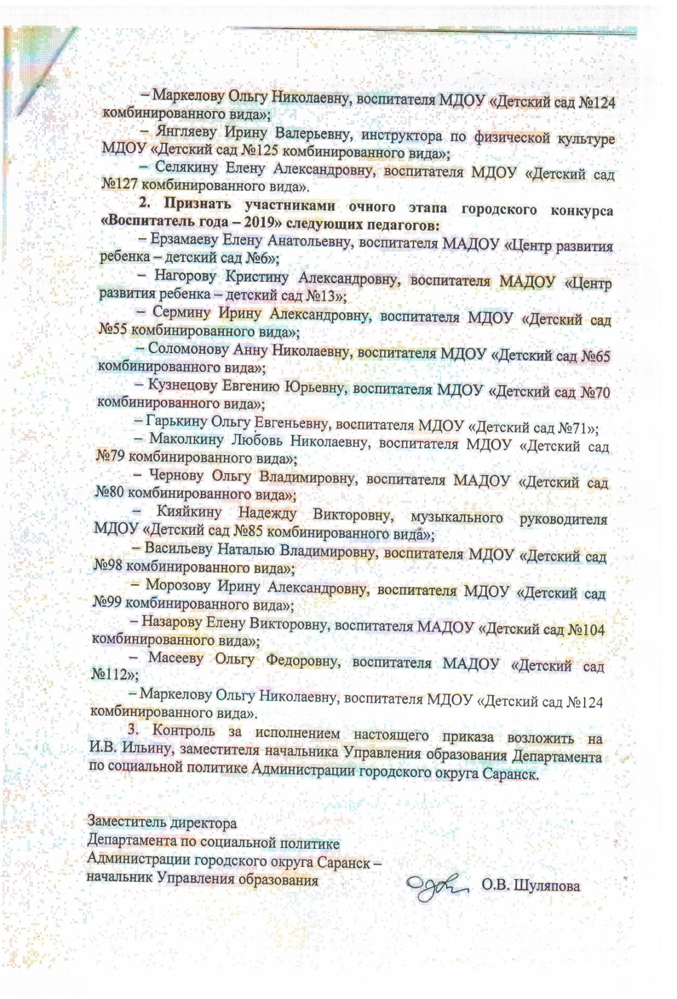 – Маркелову Ольгу Николаевну, воспитателя МДОУ «Детский сад №124
комбинированного вида»;
– Янгляеву Ирину Валерьевну, инструктора по физической культуре
МДОУ «Детский сад №125 комбинированного вида»;
– Селякину Елену Александровну, воспитателя МДОУ «Детский сад
№127 комбинированного вида».
2. Признать участниками очного этапа городского конкурса
«Воспитатель года – 2019» следующих педагогов:
– Ерзамаеву Елену Анатольевну, воспитателя МАДОУ «Центр развития
ребенка – детский сад №6»;
– Нагорову Кристину Александровну, воспитателя МАДОУ «Центр
развития ребенка – детский сад №13»;
– Сермину Ирину Александровну, воспитателя МДОУ «Детский сад
№55 комбинированного вида»;
– Соломонову Анну Николаевну, воспитателя МДОУ «Детский сад №65
комбинированного вида»;
– Кузнецову Евгению Юрьевну, воспитателя МДОУ «Детский сад №70
комбинированного вида»;
– Гарькину Ольгу Евгеньевну, воспитателя МДОУ «Детский сад №71»;
– Маколкину Любовь Николаевну, воспитателя МДОУ «Детский сад
№79 комбинированного вида»;
– Чернову Ольгу Владимировну, воспитателя МАДОУ «Детский сад
№80 комбинированного вида»;
– Кияйкину Надежду Викторовну, музыкального руководителя
МДОУ «Детский сад №85 комбинированного вида»;
– Васильеву Наталью Владимировну, воспитателя МДОУ «Детский сад
№98 комбинированного вида»;
– Морозову Ирину Александровну, воспитателя МДОУ «Детский сад
№99 комбинированного вида»;
– Назарову Елену Викторовну, воспитателя МАДОУ «Детский сад №104
комбинированного вида»;
– Масееву Ольгу Федоровну, воспитателя МАДОУ «Детский сад
№112»;
– Маркелову Ольгу Николаевну, воспитателя МДОУ «Детский сад №124
комбинированного вида».
3. Контроль за исполнением настоящего приказа возложить на
И.В. Ильину, заместителя начальника Управления образования Департамента
по социальной политике Администрации городского округа Саранск.
Заместитель директора
Департамента по социальной политике
Администрации городского округа Саранск –
начальник Управления образования
О.В. Шуляпова